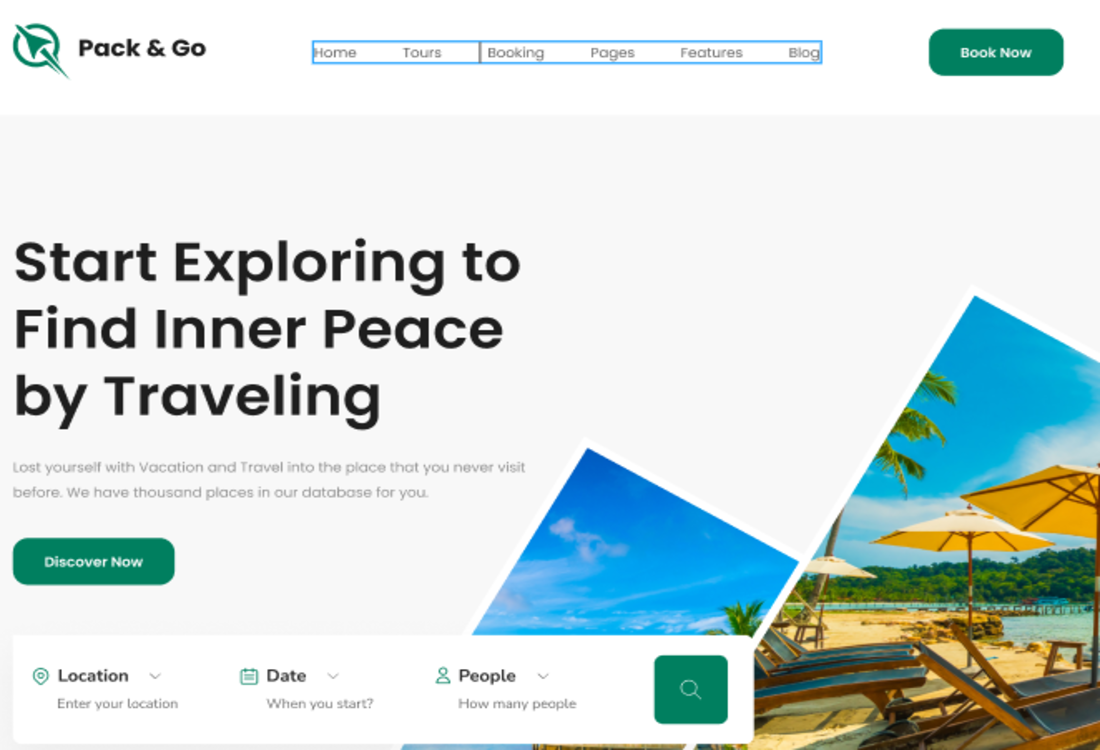 Pack & Go
Home Tours Booking Pages Features Blog
Book Now
Start Exploring to
Find Inner Peace
by Traveling
Lost yourself with Vacation and Travel into the place that you never visit
before. We have thousand places in our database for you.
Discover Now
Location Date People
Enter your location When you start? How many people